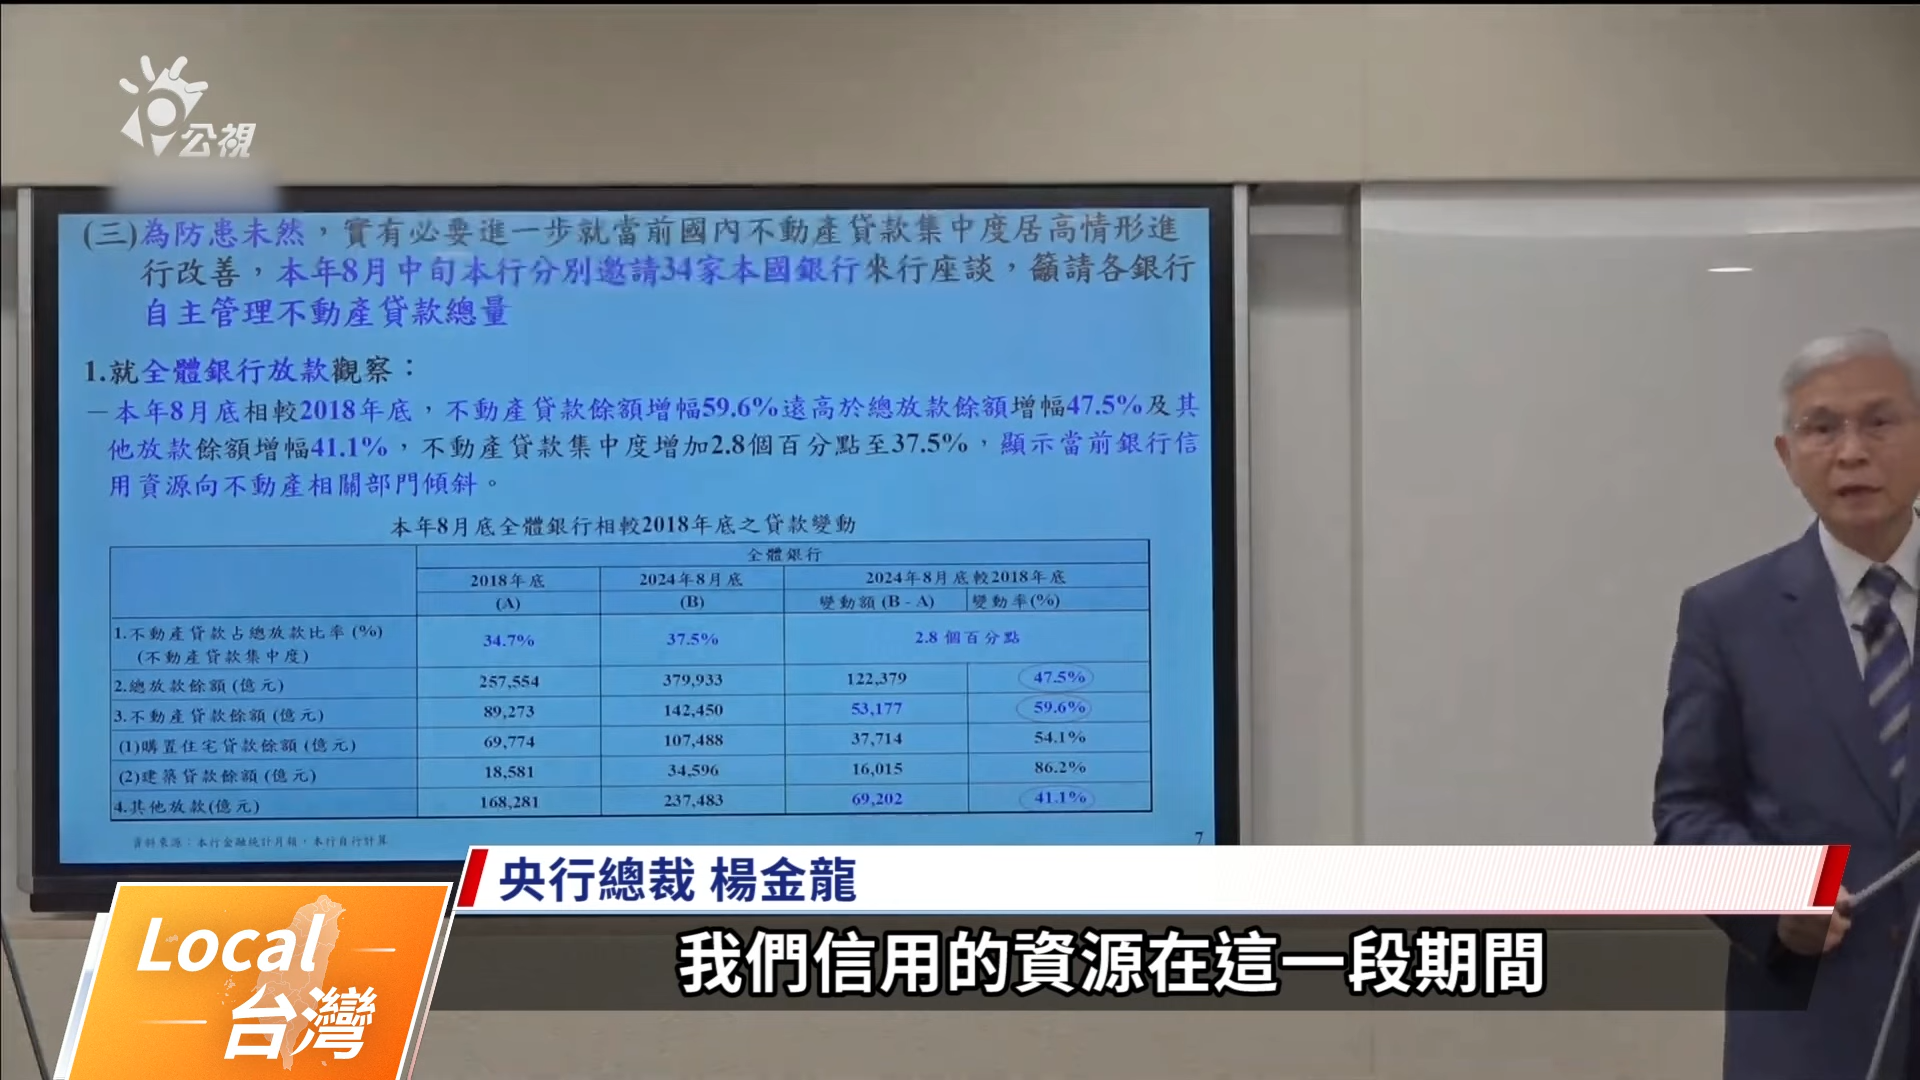 公視
(三)為防患未然，實有必要進一步就當前國內不動產貸款集中度居高情形進
行改善，本年8月中旬本行分別邀請34家本國銀行來行座談，籲請各銀行
自主管理不動產貸款總量
1.就全體銀行放款觀察：
－本年8月底相較2018年底，不動產貸款餘額增幅59.6%遠高於總放款餘額增幅47.5%及其
他放款餘額增幅41.1%，不動產貸款集中度增加2.8個百分點至37.5%，顯示當前銀行信
用資源向不動產相關部門傾斜。
本年8月底全體銀行相較2018年底之貸款變動
全體銀行
2018年底 2024年8月底 2024年8月底較2018年底
(A) (B) 變動額 (B - A) 變動率(%)
1.不動產貸款占總放款比率 (%)
(不動產貸款集中度) 34.7% 37.5% 2.8 個百分點
2.總放款餘額 (億元) 257,554 379,933 122,379 47.5%
3.不動產貸款餘額 (億元) 89,273 142,450 53,177 59.6%
(1)購置住宅貸款餘額 (億元) 69,774 107,488 37,714 54.1%
(2)建築貸款餘額 (億元) 18,581 34,596 16,015 86.2%
4.其他放款(億元) 168,281 237,483 69,202 41.1%
資料來源：本行金融統計月報，本行自行計算
7
央行總裁 楊金龍
我們信用的資源在這一段期間
Local
台灣